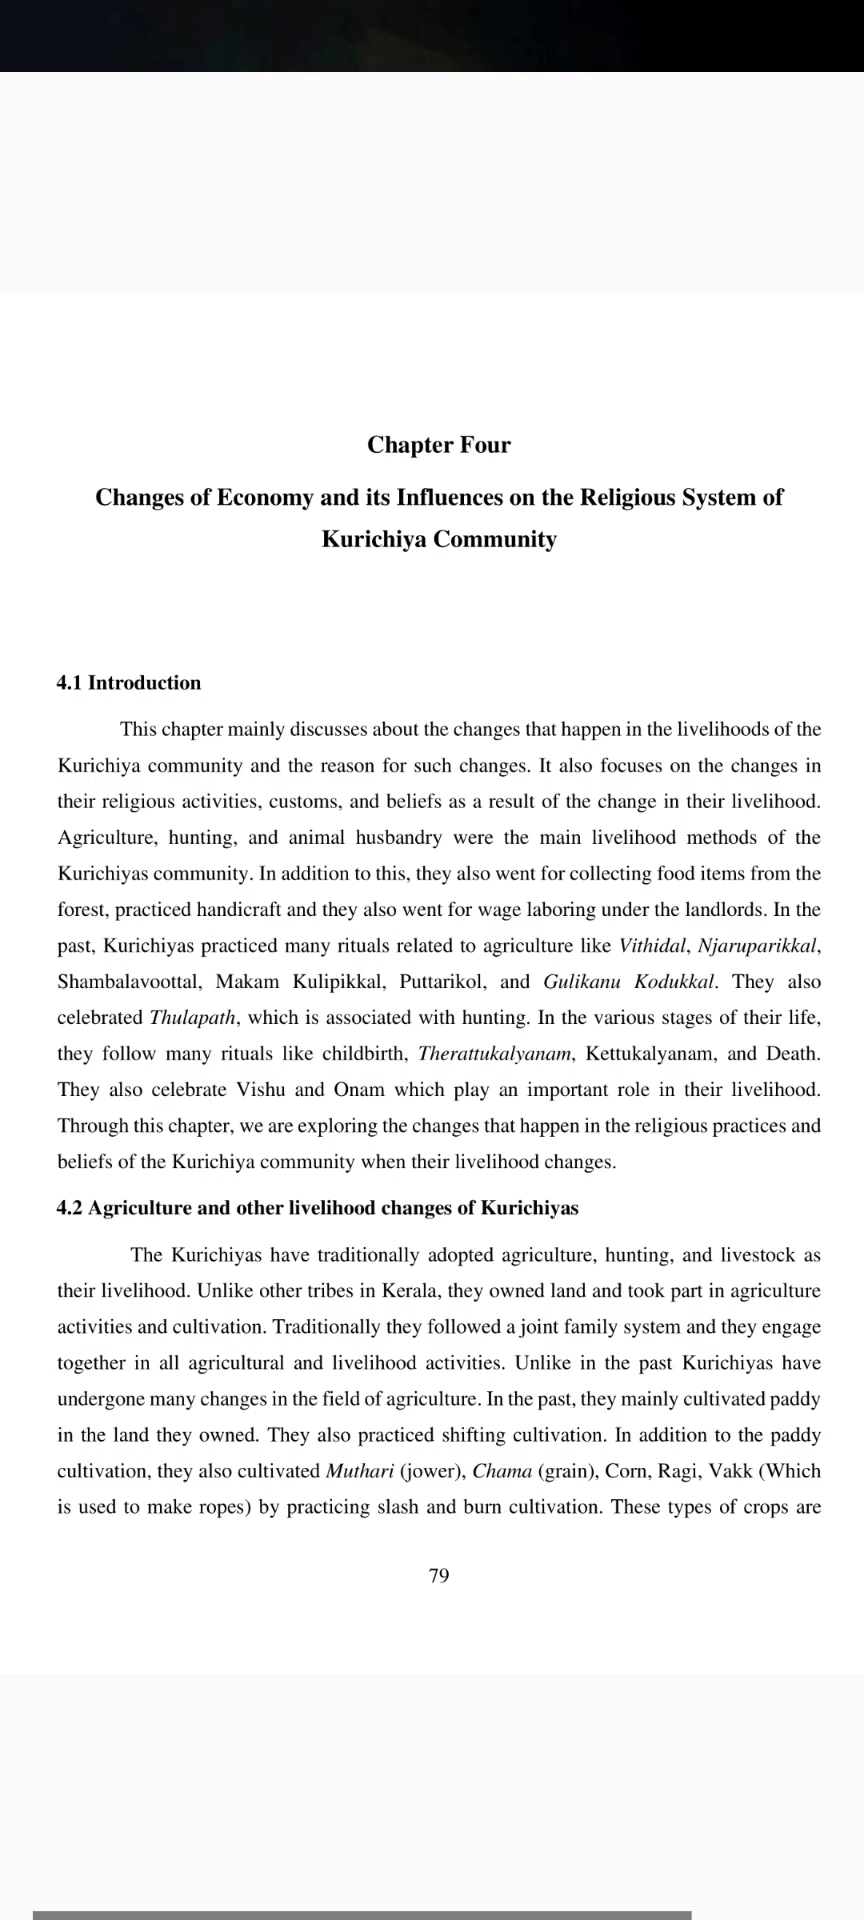 Chapter Four
Changes of Economy and its Influences on the Religious System of
Kurichiya Community
4.1 Introduction
This chapter mainly discusses about the changes that happen in the livelihoods of the
Kurichiya community and the reason for such changes. It also focuses on the changes in
their religious activities, customs, and beliefs as a result of the change in their livelihood.
Agriculture, hunting, and animal husbandry were the main livelihood methods of the
Kurichiyas community. In addition to this, they also went for collecting food items from the
forest, practiced handicraft and they also went for wage laboring under the landlords. In the
past, Kurichiyas practiced many rituals related to agriculture like Vithidal, Njaruparikkal,
Shambalavoottal, Makam Kulipikkal, Puttarikol, and Gulikanu Kodukkal. They also
celebrated Thulapath, which is associated with hunting. In the various stages of their life,
they follow many rituals like childbirth, Therattukalyanam, Kettukalyanam, and Death.
They also celebrate Vishu and Onam which play an important role in their livelihood.
Through this chapter, we are exploring the changes that happen in the religious practices and
beliefs of the Kurichiya community when their livelihood changes.
4.2 Agriculture and other livelihood changes of Kurichiyas
The Kurichiyas have traditionally adopted agriculture, hunting, and livestock as
their livelihood. Unlike other tribes in Kerala, they owned land and took part in agriculture
activities and cultivation. Traditionally they followed a joint family system and they engage
together in all agricultural and livelihood activities. Unlike in the past Kurichiyas have
undergone many changes in the field of agriculture. In the past, they mainly cultivated paddy
in the land they owned. They also practiced shifting cultivation. In addition to the paddy
cultivation, they also cultivated Muthari (jower), Chama (grain), Corn, Ragi, Vakk (Which
is used to make ropes) by practicing slash and burn cultivation. These types of crops are
79